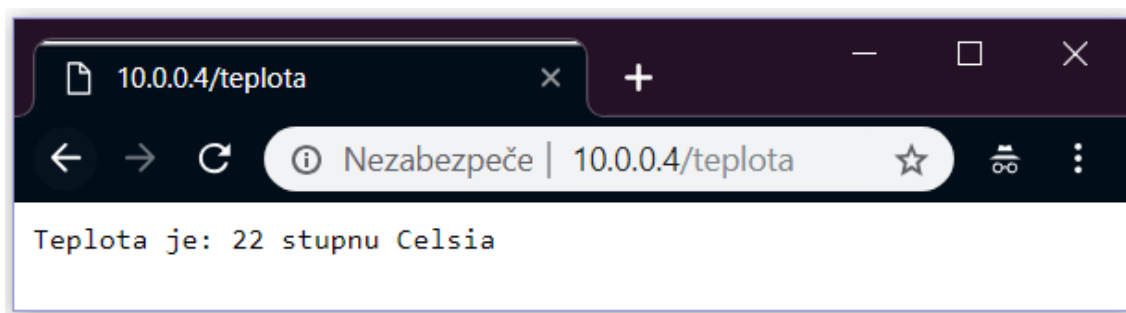 10.0.0.4/teplota
Nezabezpeče | 10.0.0.4/teplota
Teplota je: 22 stupnu Celsia